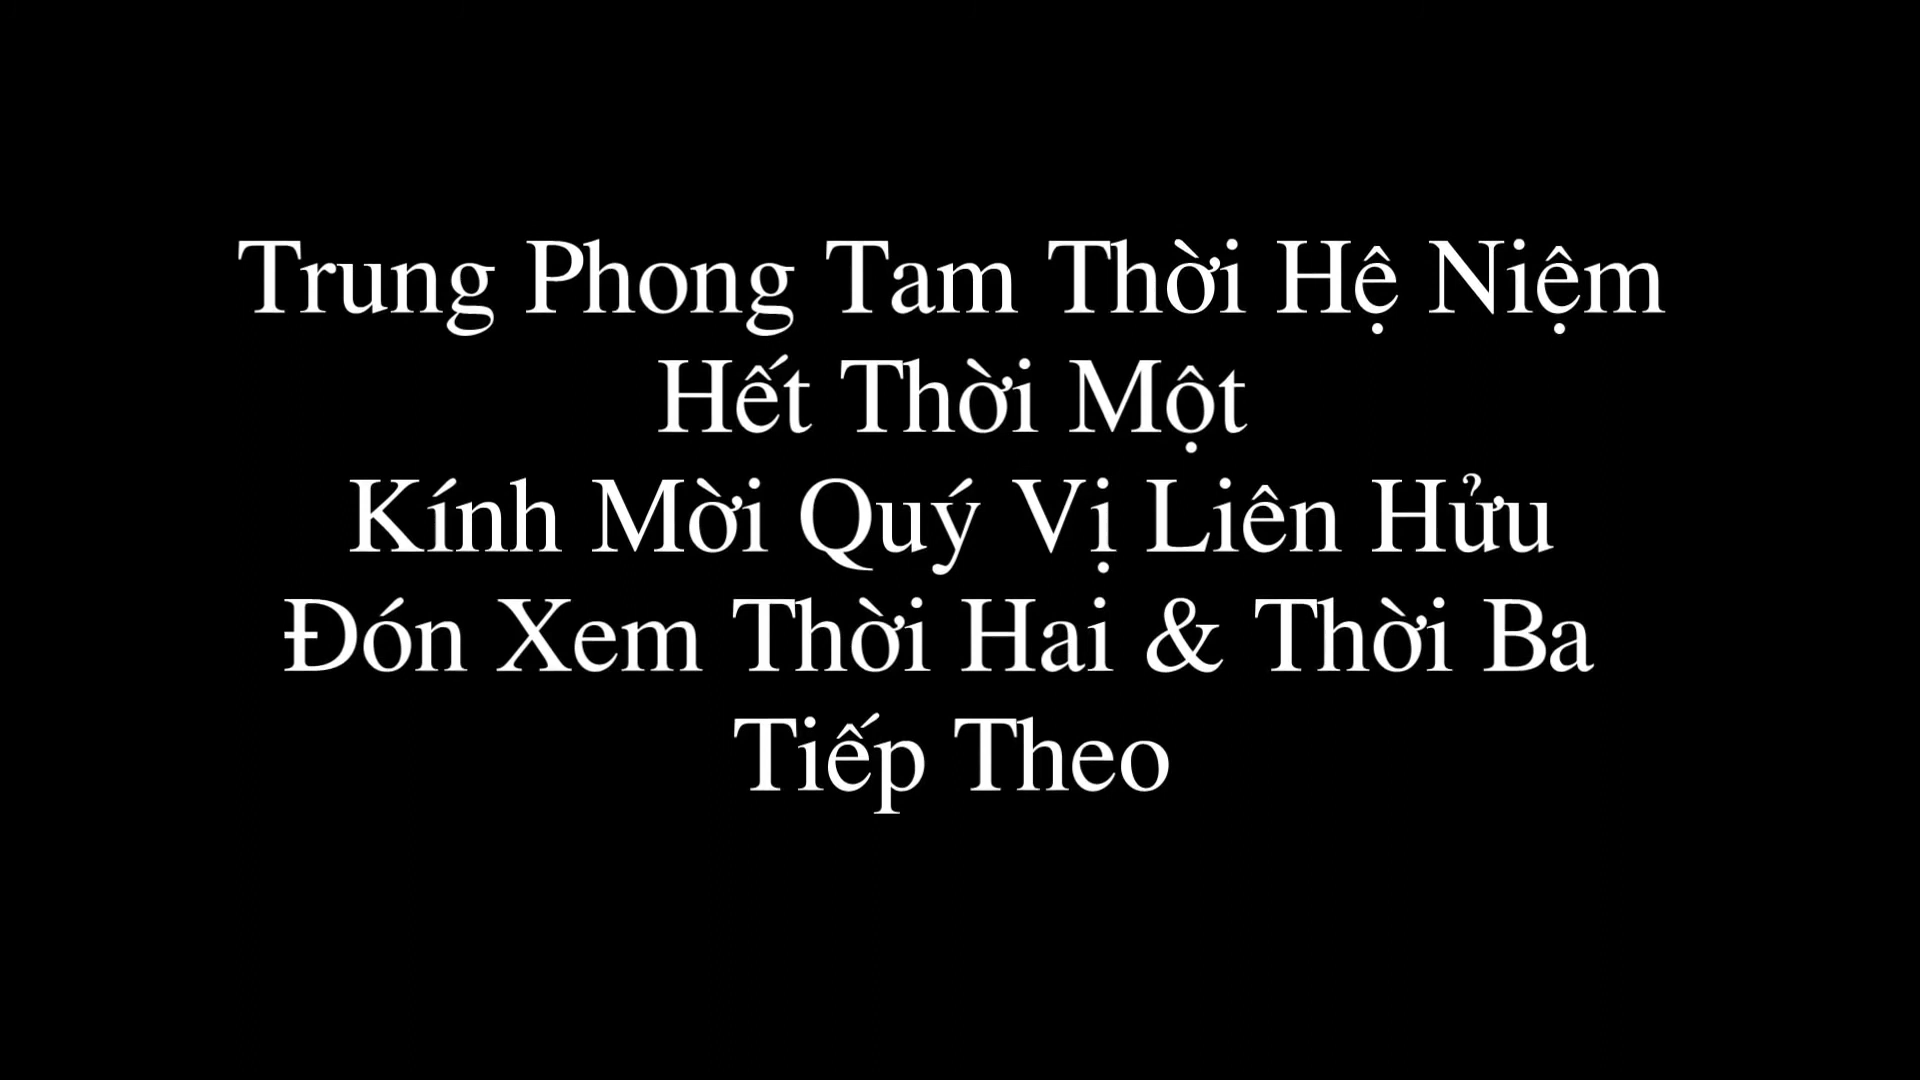 Trung Phong Tam Thời Hệ Niệm
Hết Thời Một
Kính Mời Quý Vị Liên Hửu
Đón Xem Thời Hai & Thời Ba
Tiếp Theo